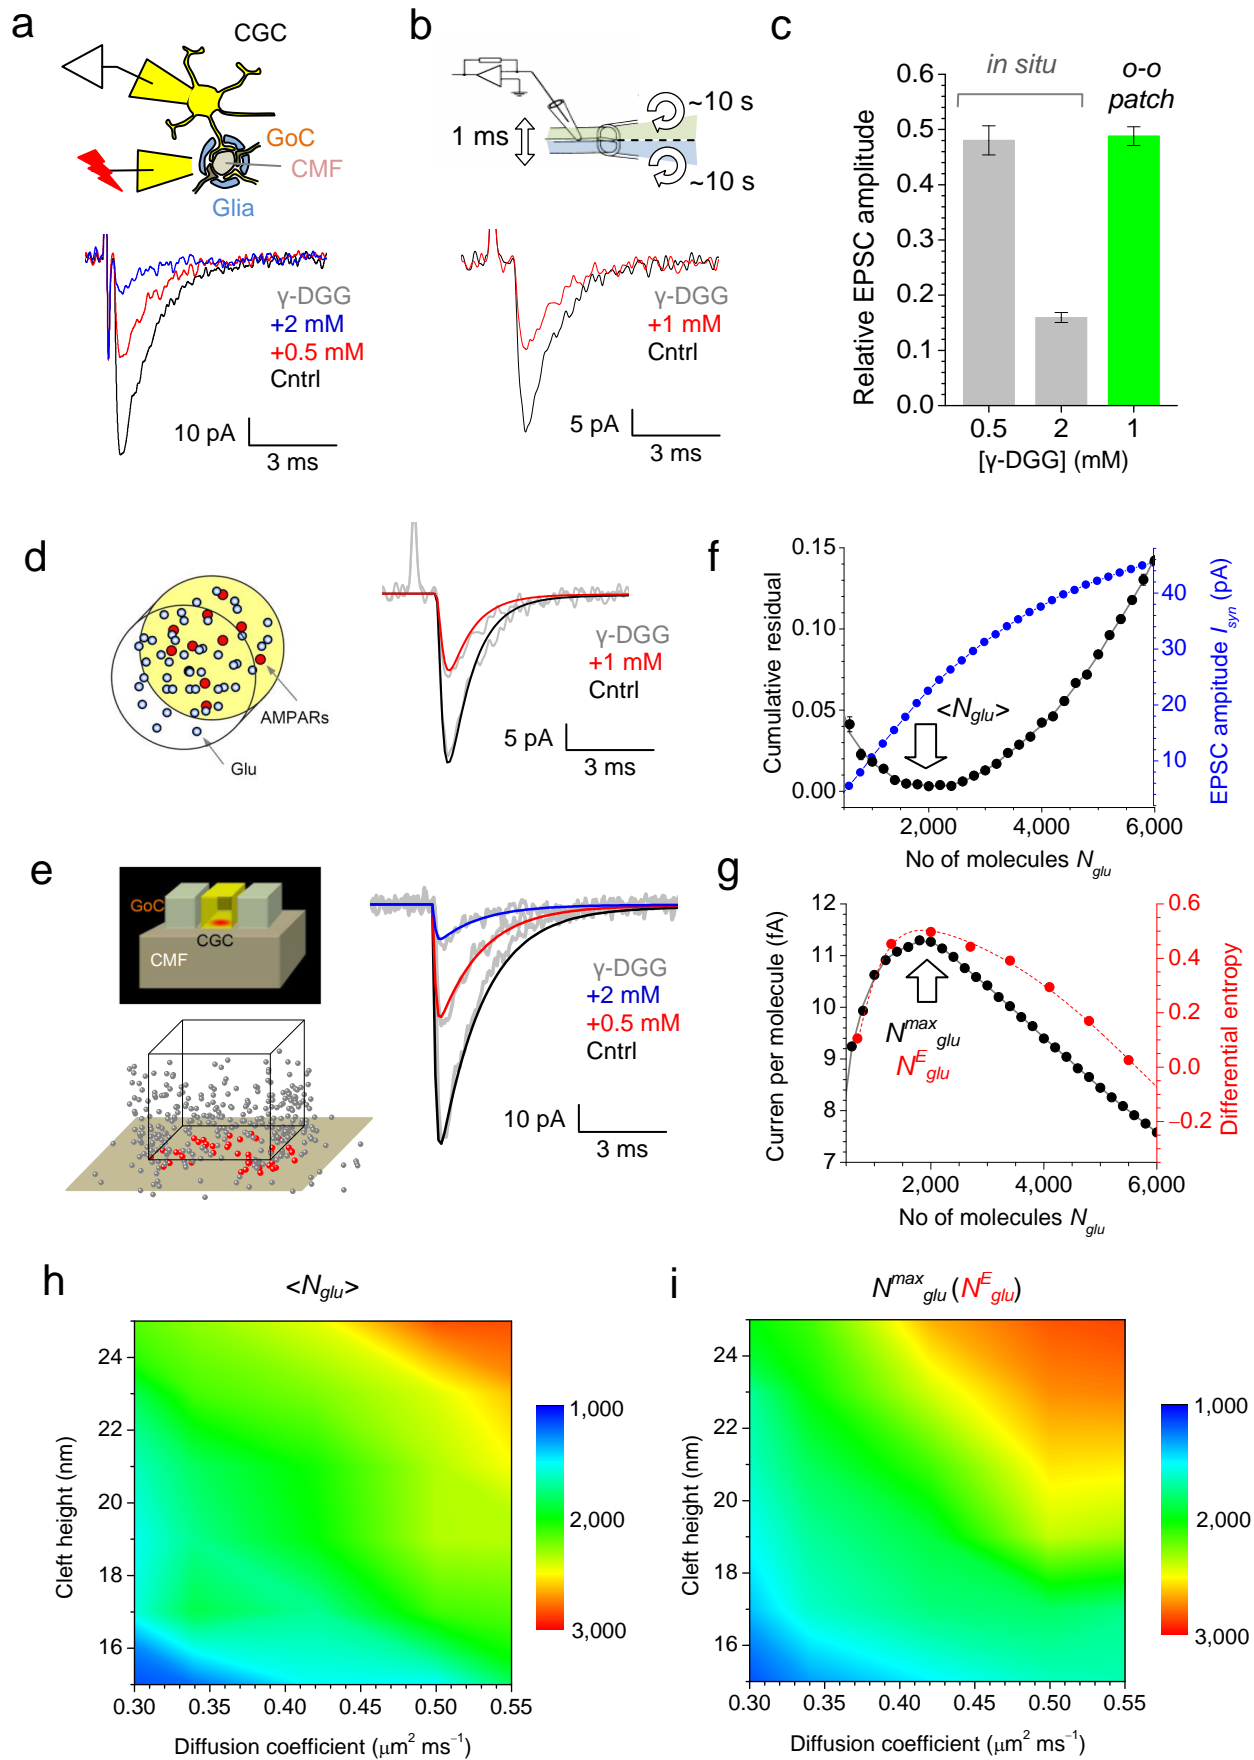 a
CGC
GoC
CMF
Glia
γ-DGG
+2 mM
+0.5 mM
Cntrl
10 pA
3 ms
b
1 ms
~10 s
~10 s
γ-DGG
+1 mM
Cntrl
5 pA
3 ms
c
in situ
o-o
patch
Relative EPSC amplitude
0.6
0.5
0.4
0.3
0.2
0.1
0.0
0.5 2 1
[γ-DGG] (mM)
d
AMPARs
Glu
γ-DGG
+1 mM
Cntrl
5 pA
3 ms
e
GoC
CGC
CMF
γ-DGG
+2 mM
+0.5 mM
Cntrl
10 pA
3 ms
f
Cumulative residual
0.15
0.10
0.05
0.00
<Nglu>
EPSC ampitude Isyn (pA)
40
30
20
10
2,000 4,000 6,000
No of molecules Nglu
g
Curren per molecule (fA)
12
11
10
9
8
7
N^max glu
N^E glu
Differential entropy
0.6
0.4
0.2
0.0
−0.2
2,000 4,000 6,000
No of molecules Nglu
h
<Nglu>
Cleft height (nm)
24
22
20
18
16
0.30 0.35 0.40 0.45 0.50 0.55
Diffusion coefficient (μm² ms⁻¹)
1,000
2,000
3,000
i
N^max glu (N^E glu)
Cleft height (nm)
24
22
20
18
16
0.30 0.35 0.40 0.45 0.50 0.55
Diffusion coefficient (μm² ms⁻¹)
1,000
2,000
3,000